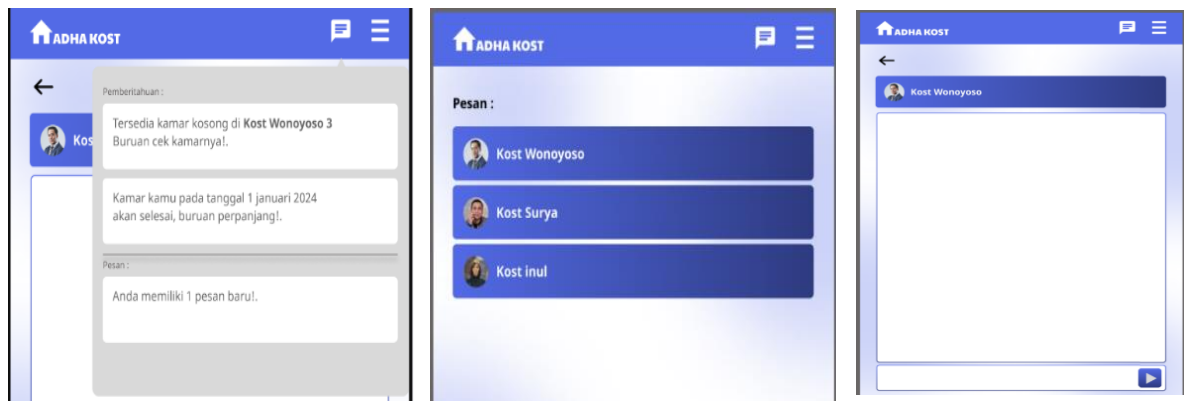 ADHA KOST
Kos
Pemberitahuan :
Tersedia kamar kosong di Kost Wonoyoso 3
Buruan cek kamarnya!.
Kamar kamu pada tanggal 1 januari 2024
akan selesai, buruan perpanjang!.
Pesan :
Anda memiliki 1 pesan baru!.
ADHA KOST
Pesan :
Kost Wonoyoso
Kost Surya
Kost inul
ADHA KOST
Kost Wonoyoso